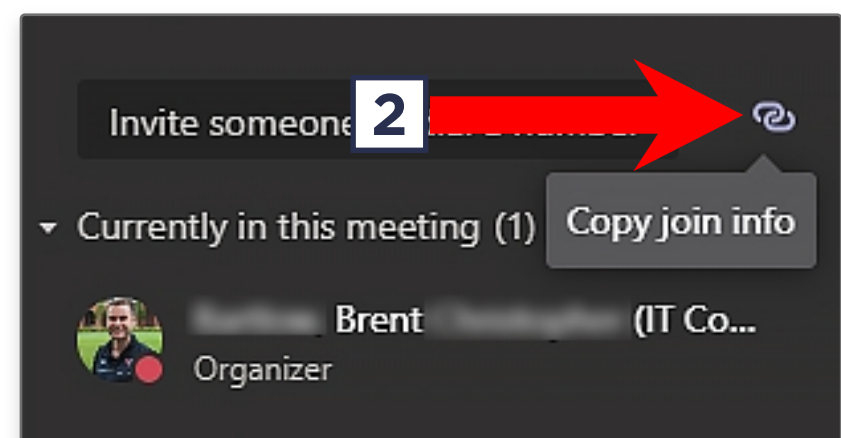 Invite someone
2
Copy join info
Currently in this meeting (1)
Brent (IT Co...
Organizer